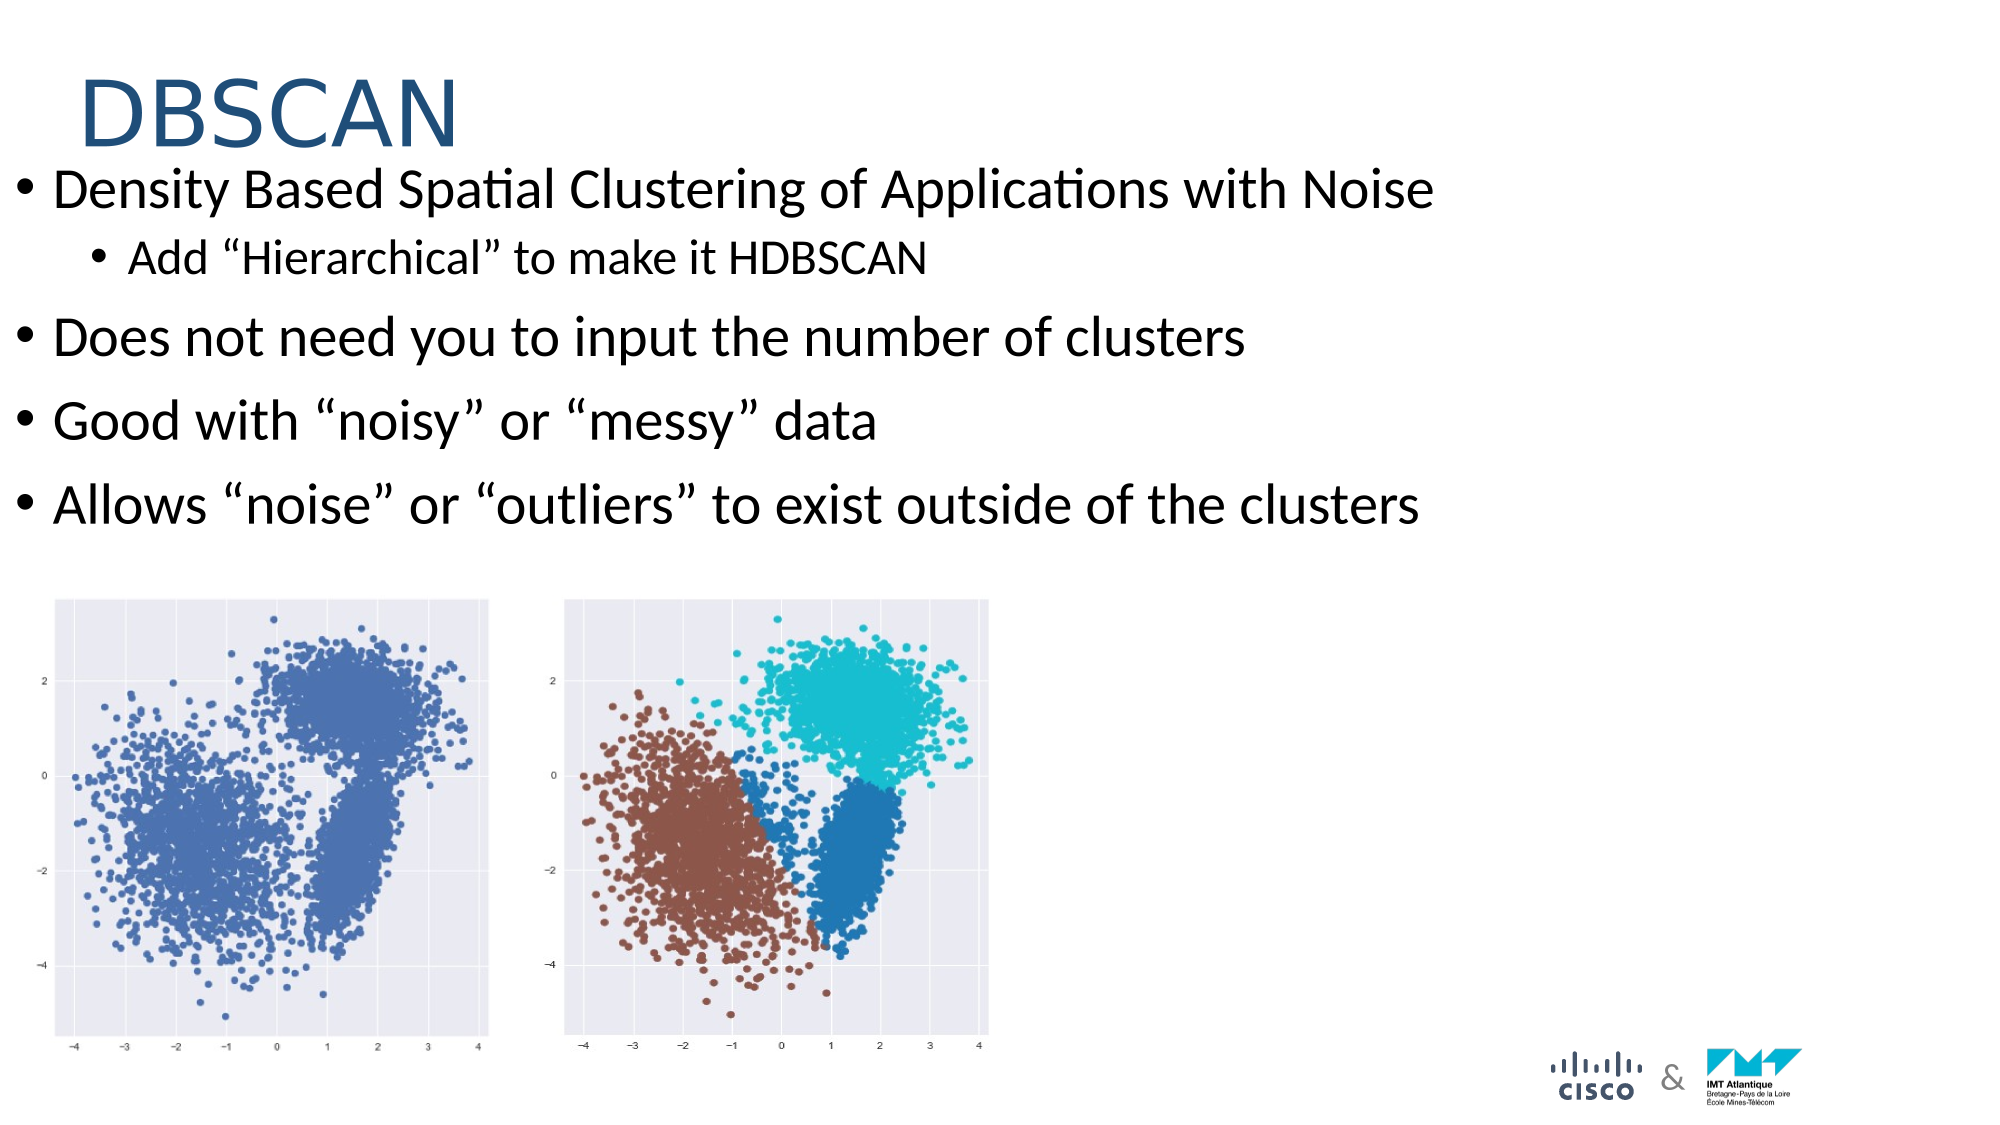 DBSCAN
• Density Based Spatial Clustering of Applications with Noise
• Add “Hierarchical” to make it HDBSCAN
• Does not need you to input the number of clusters
• Good with “noisy” or “messy” data
• Allows “noise” or “outliers” to exist outside of the clusters
2
0
−2
−4
−4 −3 −2 −1 0 1 2 3 4
2
0
−2
−4
−4 −3 −2 −1 0 1 2 3 4
CISCO
&
IMT Atlantique
Bretagne-Pays de la Loire
École Mines-Télécom